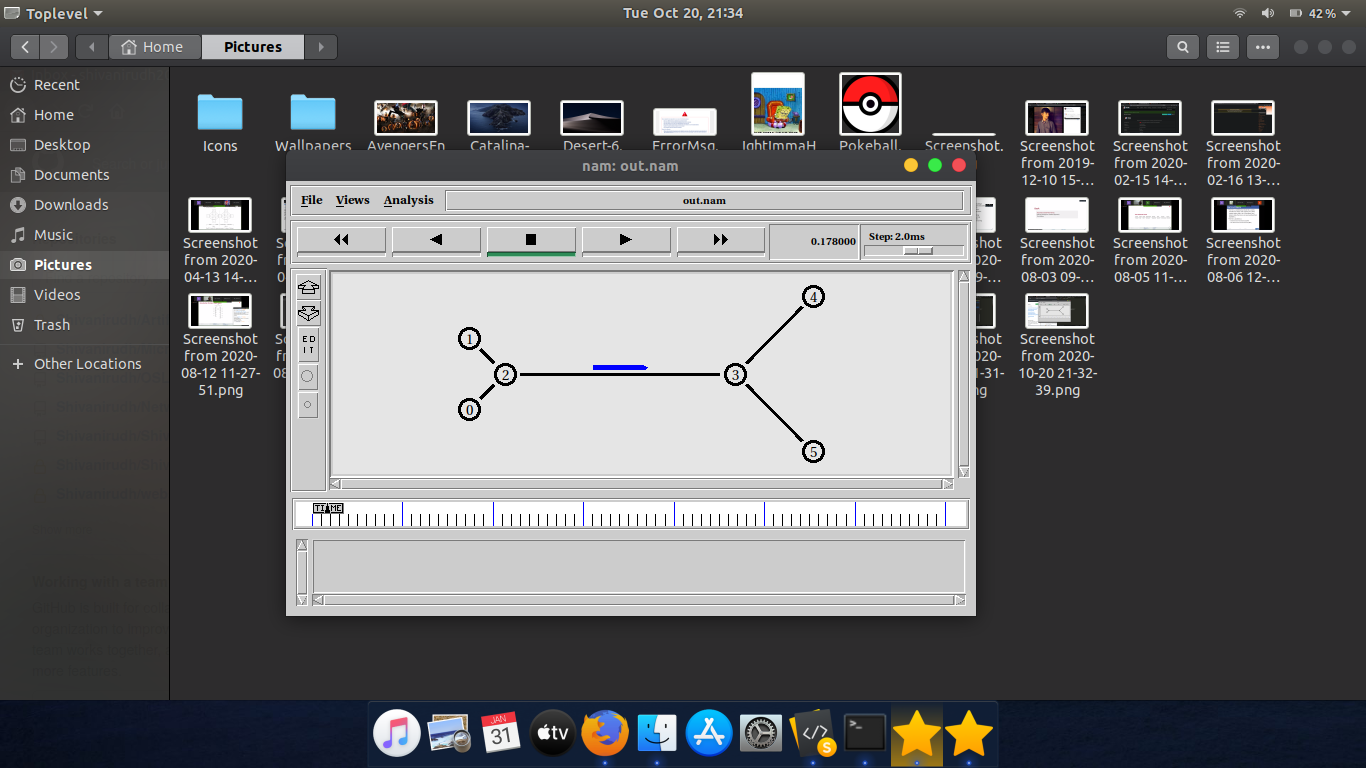 Toplevel
Tue Oct 20, 21:34
42%
Home
Pictures
Recent
Home
Desktop
Documents
Downloads
Music
Pictures
Videos
Trash
Other Locations
Icons
Wallpapers
AvengersEn
Catalina-
Desert-6.
ErrorMsg.
IghtImmaH
Pokeball.
Screenshot.
Screenshot
from 2019-
12-10 15-...
Screenshot
from 2020-
02-15 14-...
Screenshot
from 2020-
02-16 13-...
Screenshot
from 2020-
04-13 14-...
Screenshot
from 2020-
08-03 09-...
Screenshot
from 2020-
08-05 11-...
Screenshot
from 2020-
08-06 12-...
Screenshot
from 2020-
08-12 11-27-
51.png
Screenshot
from 2020-
10-20 21-32-
39.png
nam: out.nam
File Views Analysis
out.nam
0.178000
Step: 2.0ms
ED
IT
4
1
2
3
0
5
TIME
JAN
31
tv
S